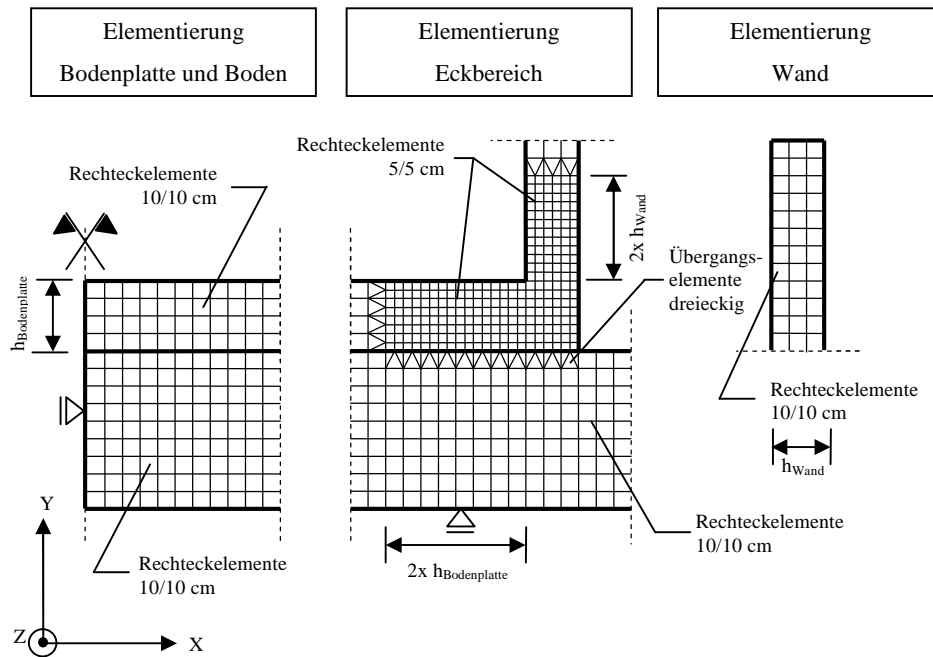 Elementierung
Bodenplatte und Boden
Elementierung
Eckbereich
Elementierung
Wand
Rechteckelemente
10/10 cm
Rechteckelemente
5/5 cm
2x hWand
Übergangs-
elemente
dreieckig
hBodenplatte
Rechteckelemente
10/10 cm
hWand
Rechteckelemente
10/10 cm
Y
Rechteckelemente
10/10 cm
2x hBodenplatte
Z
X